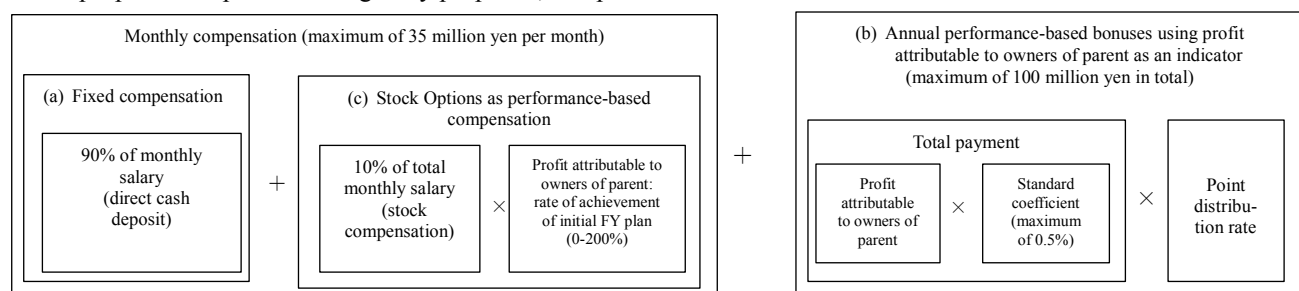 Monthly compensation (maximum of 35 million yen per month)
(a) Fixed compensation
90% of monthly
salary
(direct cash
deposit)
+
(c) Stock Options as performance-based
compensation
10% of total
monthly salary
(stock
compensation)
×
Profit attributable to
owners of parent:
rate of achievement
of initial FY plan
(0-200%)
+
(b) Annual performance-based bonuses using profit
attributable to owners of parent as an indicator
(maximum of 100 million yen in total)
Total payment
Profit
attributable
to owners of
parent
×
Standard
coefficient
(maximum
of 0.5%)
×
Point
distribu-
tion rate